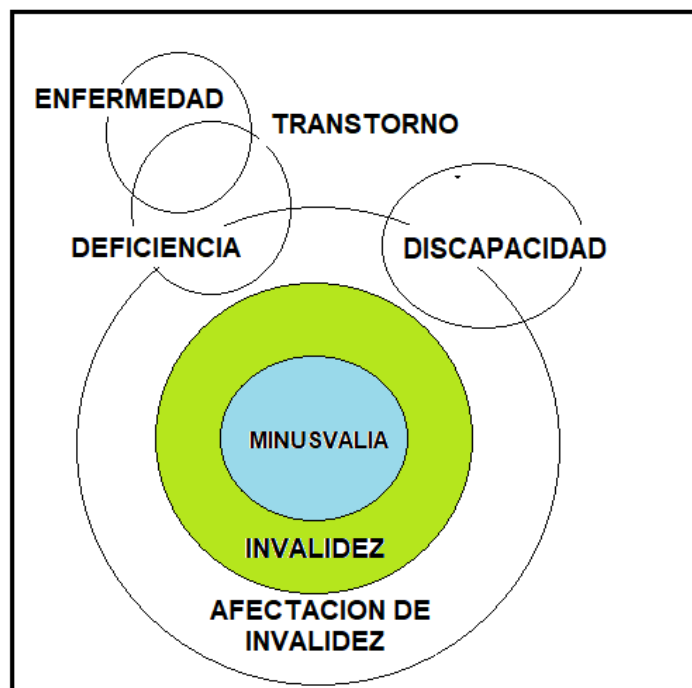 ENFERMEDAD
TRANSTORNO
DEFICIENCIA
DISCAPACIDAD
MINUSVALIA
INVALIDEZ
AFECTACION DE
INVALIDEZ